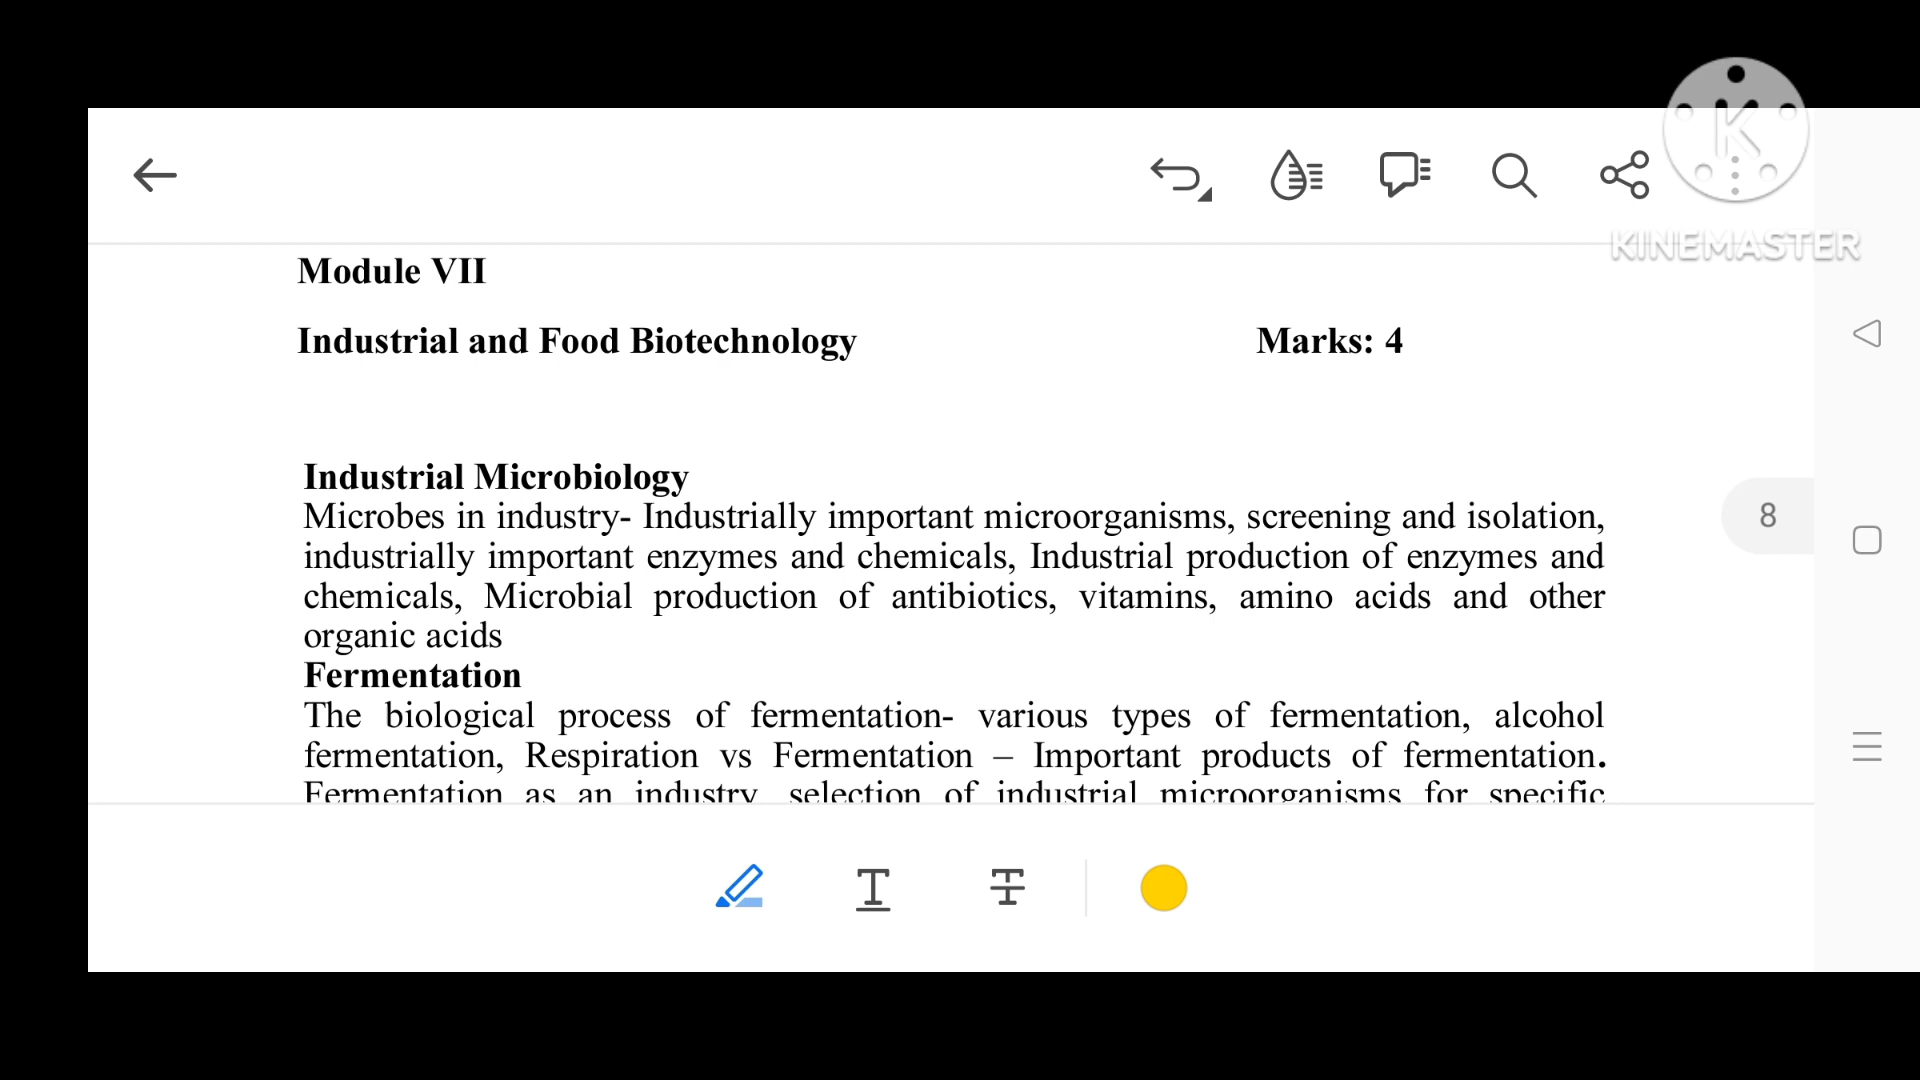 KINEMASTER
Module VII
Industrial and Food Biotechnology Marks: 4
Industrial Microbiology
Microbes in industry- Industrially important microorganisms, screening and isolation,
industrially important enzymes and chemicals, Industrial production of enzymes and
chemicals, Microbial production of antibiotics, vitamins, amino acids and other
organic acids
8
Fermentation
The biological process of fermentation- various types of fermentation, alcohol
fermentation, Respiration vs Fermentation – Important products of fermentation.
Fermentation as an industry, selection of industrial microorganisms for specific